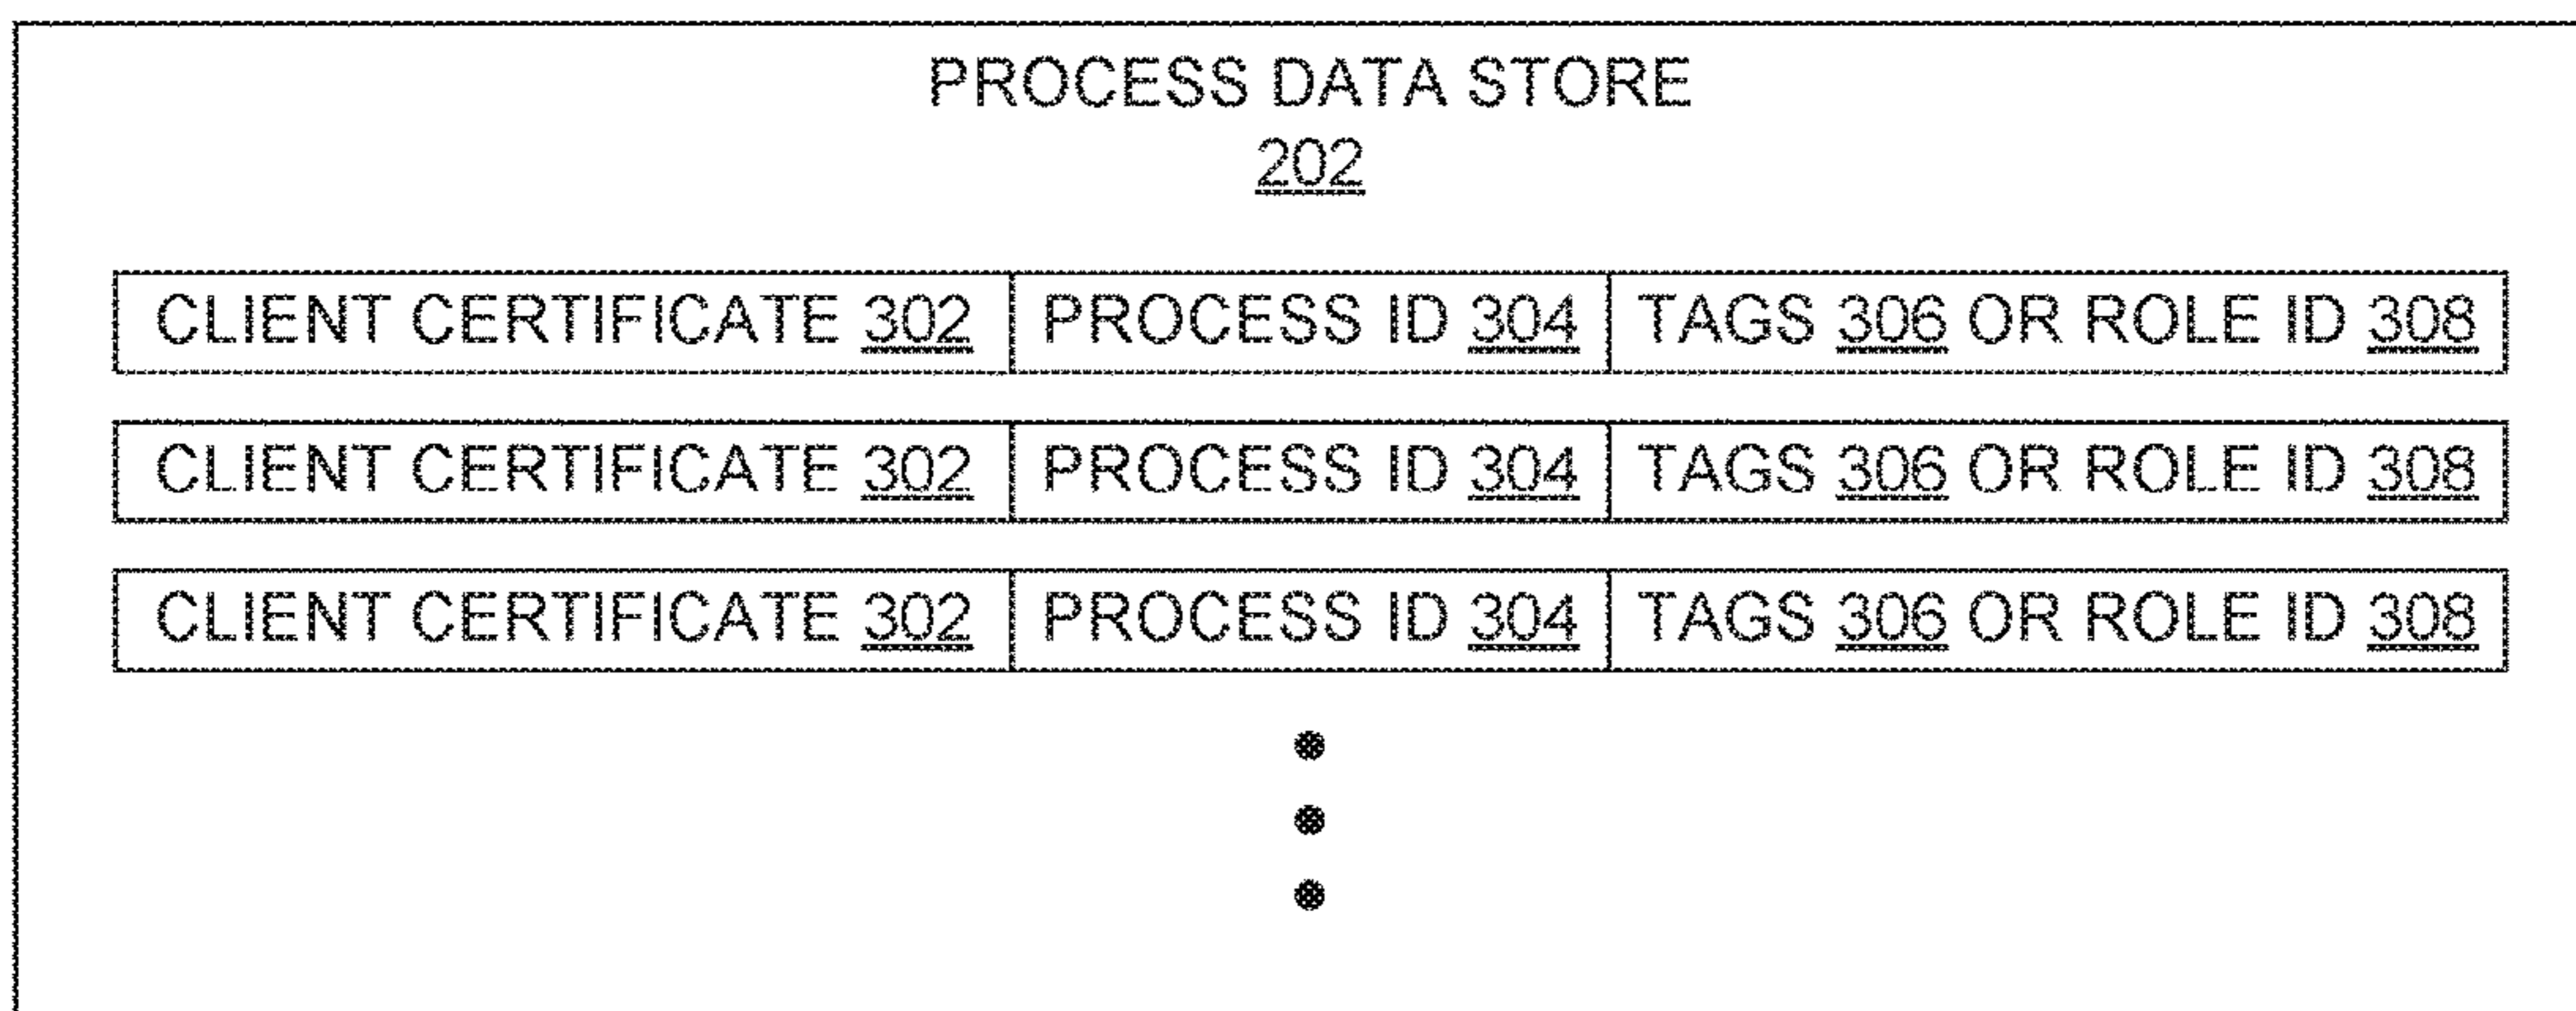 PROCESS DATA STORE
202
CLIENT CERTIFICATE 302 PROCESS ID 304 TAGS 306 OR ROLE ID 308
CLIENT CERTIFICATE 302 PROCESS ID 304 TAGS 306 OR ROLE ID 308
CLIENT CERTIFICATE 302 PROCESS ID 304 TAGS 306 OR ROLE ID 308